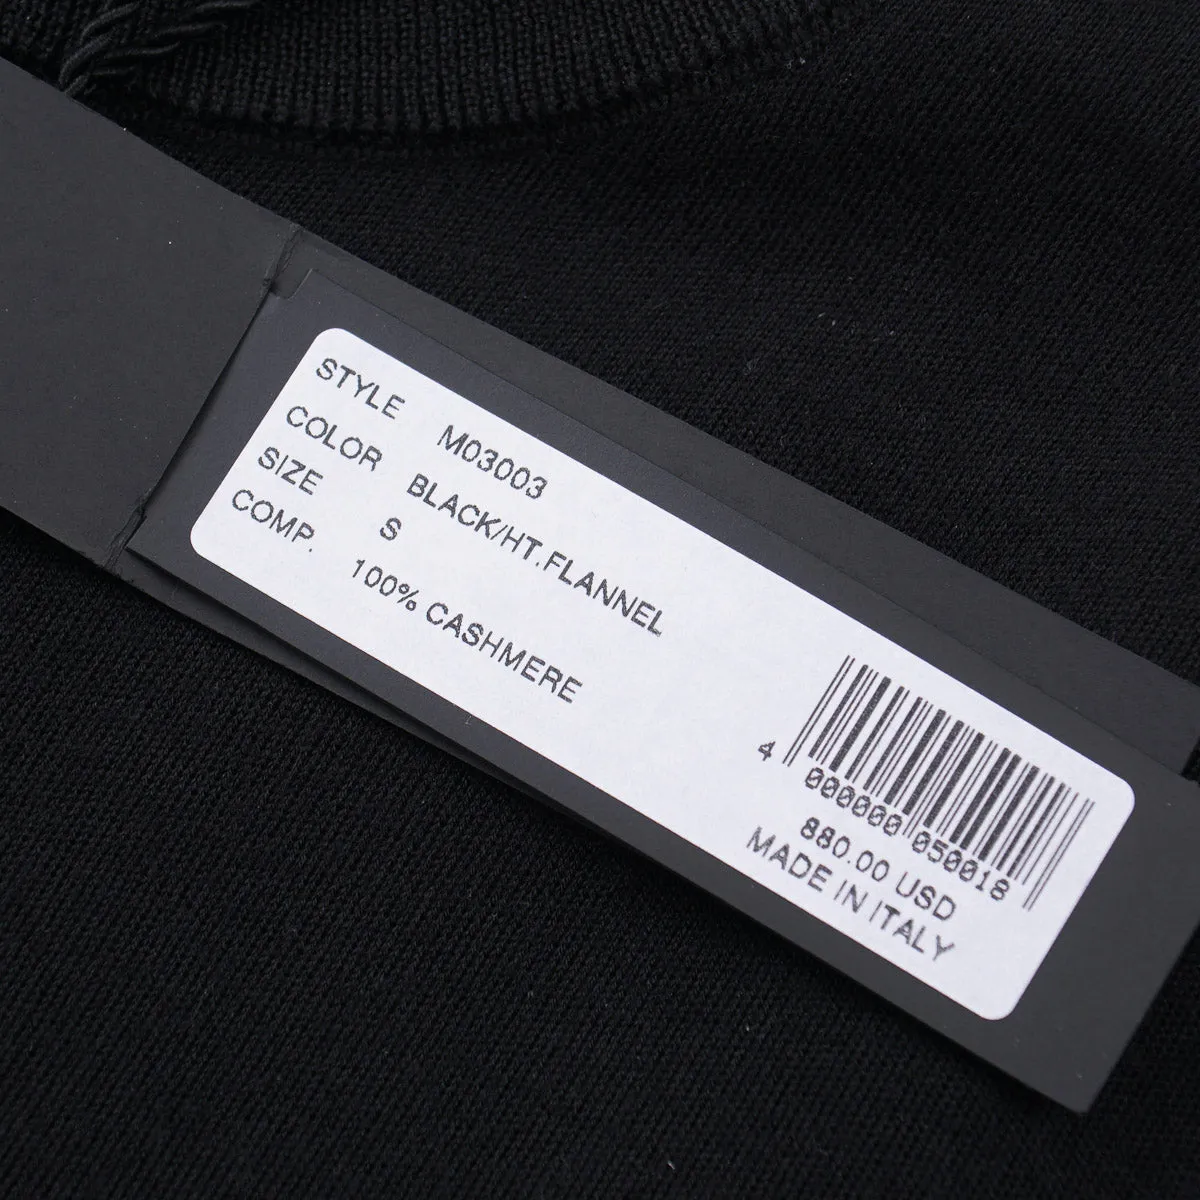 STYLE M03003
COLOR BLACK/HT.FLANNEL
SIZE S
COMP. 100% CASHMERE
4 000000 050018
880.00 USD
MADE IN ITALY